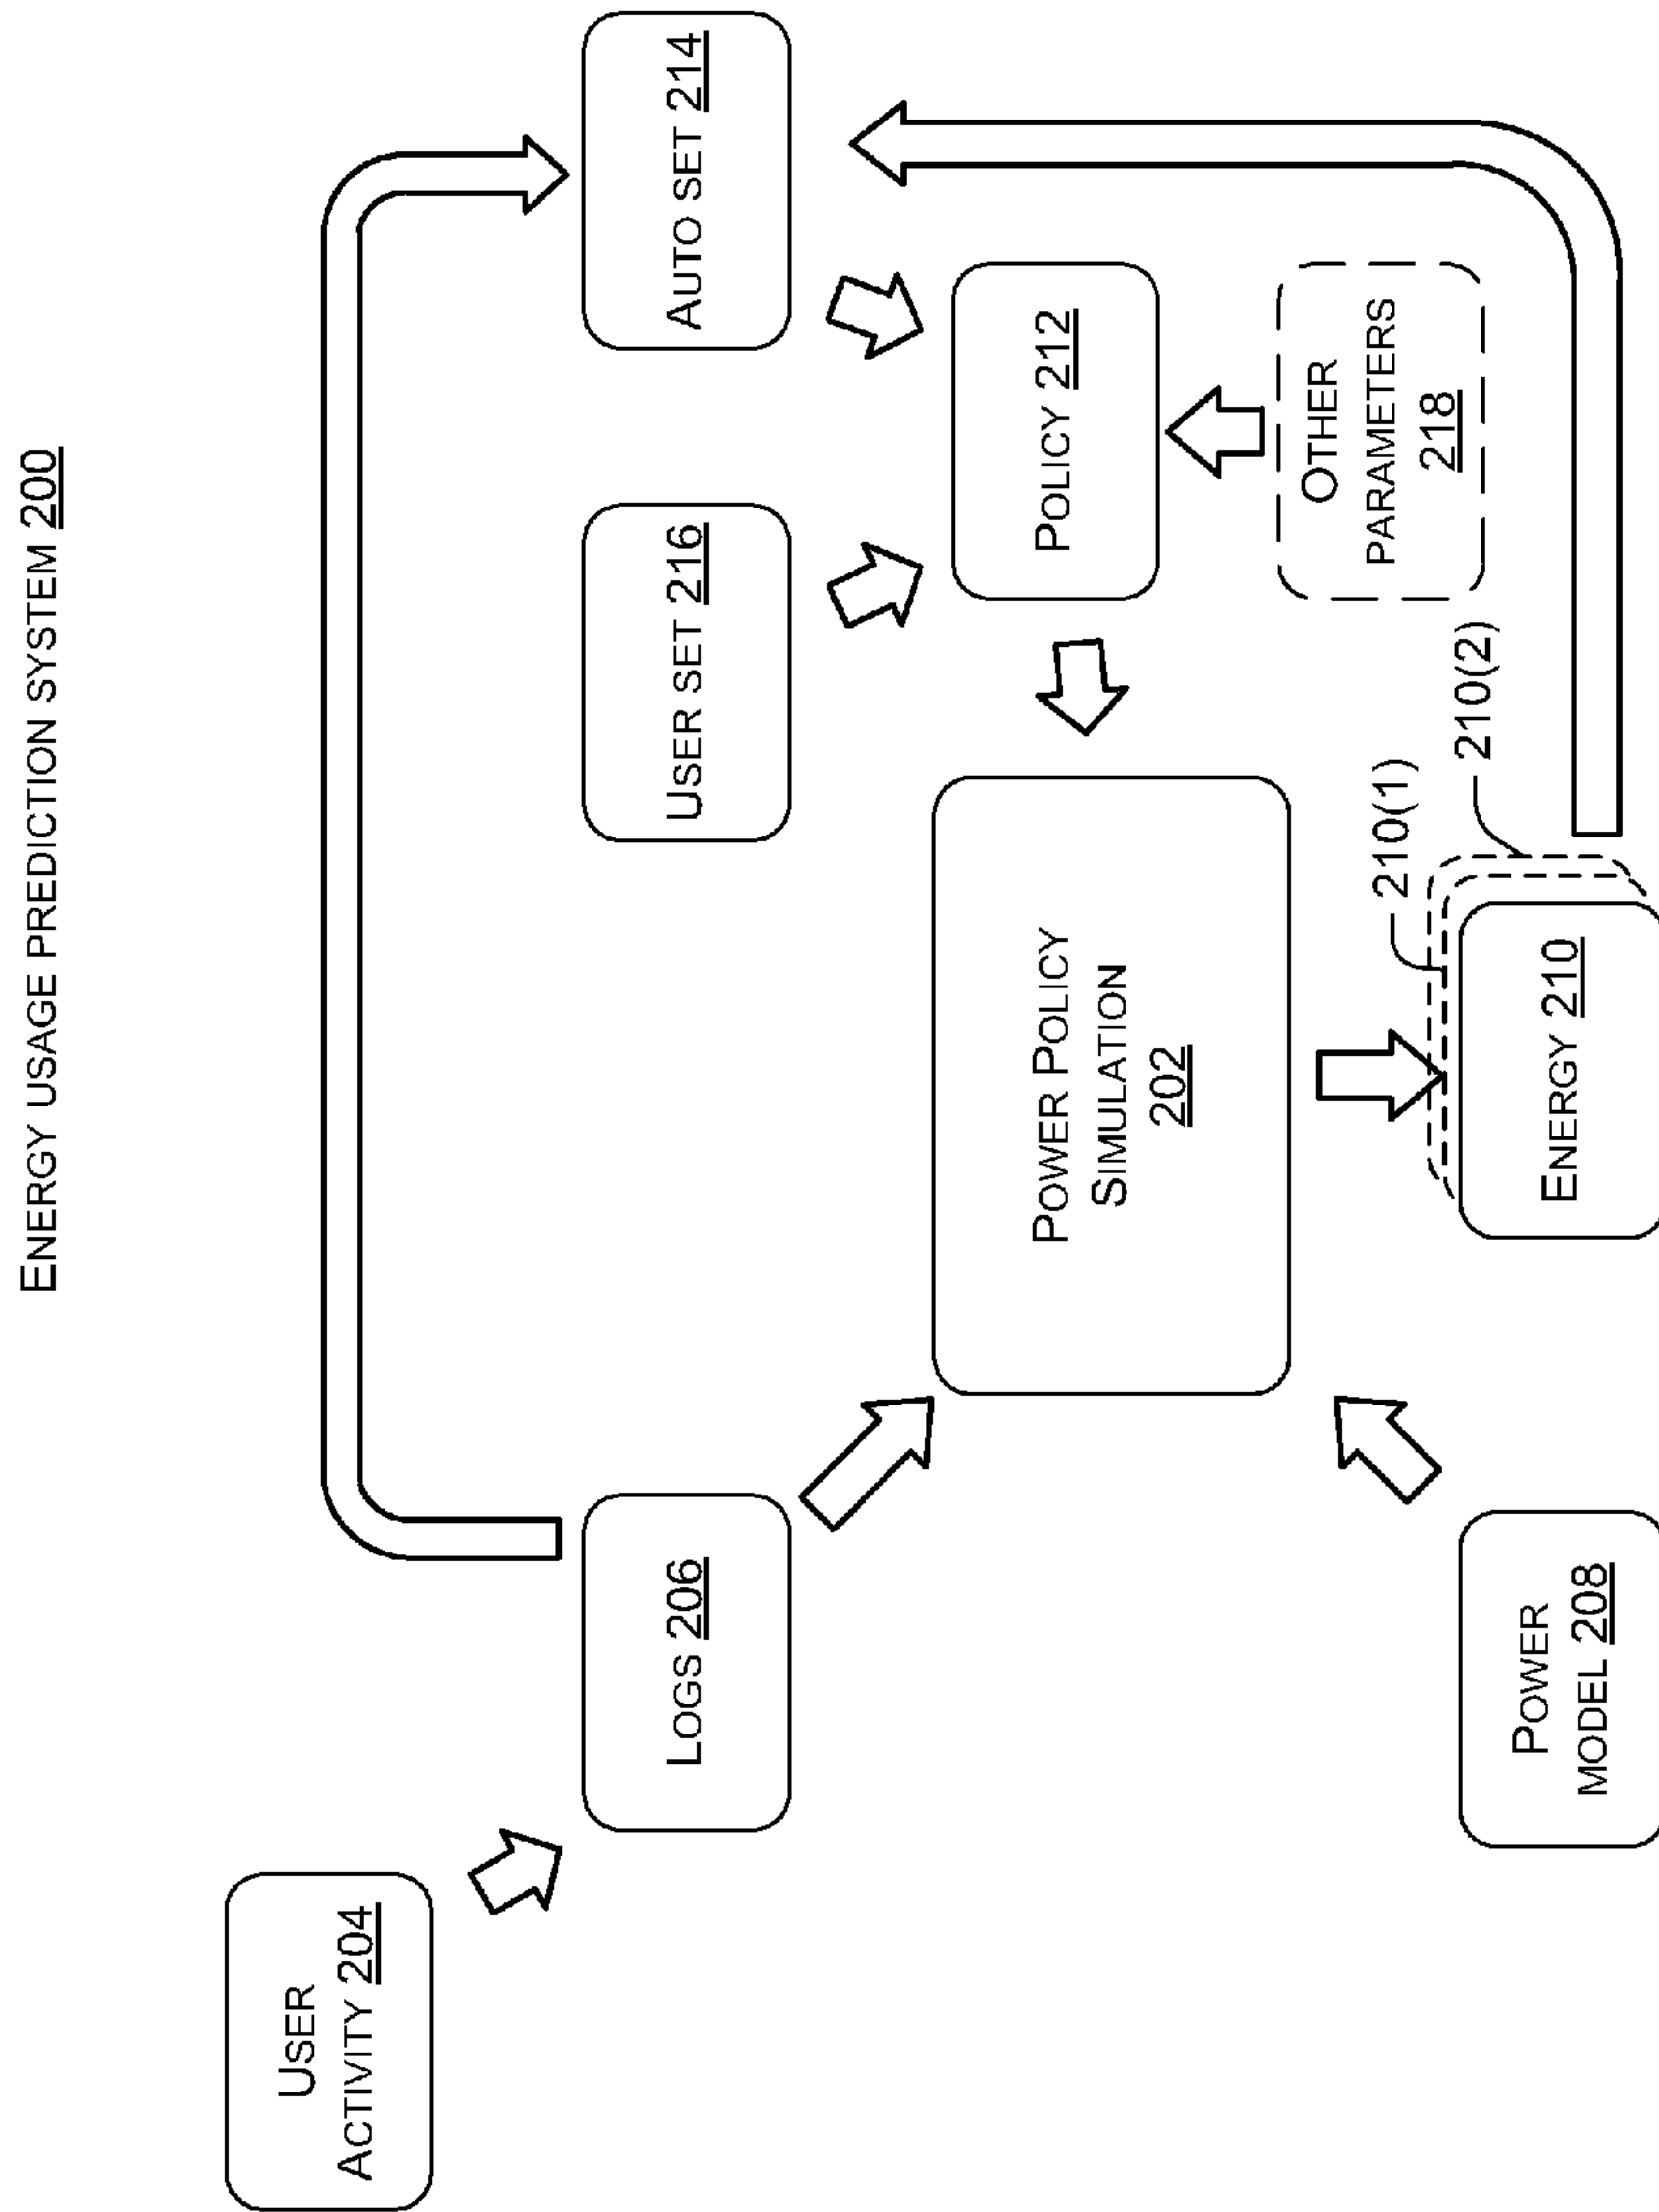 ENERGY USAGE PREDICTION SYSTEM 200
USER
ACTIVITY 204
LOGS 206
USER SET 216
AUTO SET 214
POWER POLICY
SIMULATION
202
POLICY 212
OTHER
PARAMETERS
218
POWER
MODEL 208
ENERGY 210
210(1)
210(2)